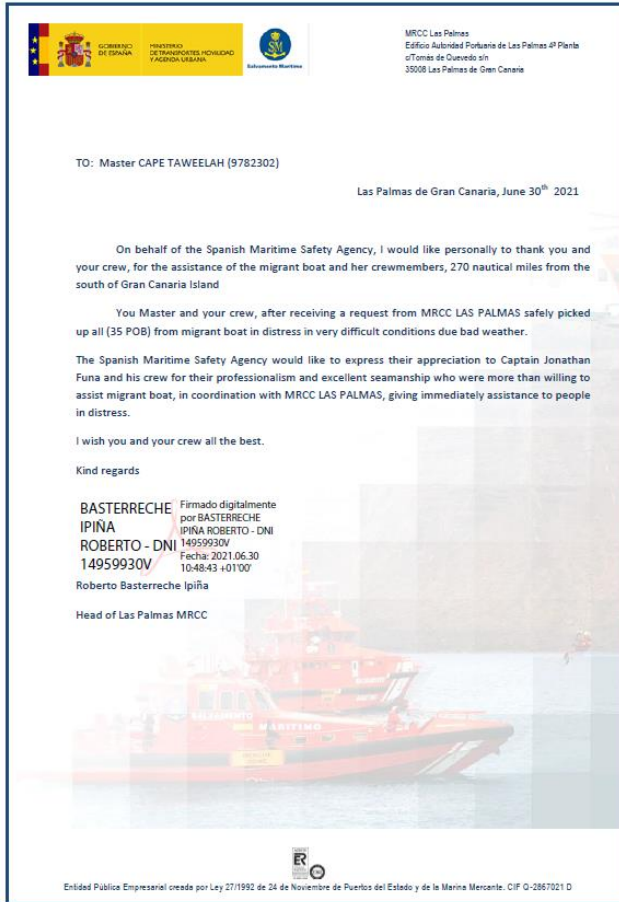 GOBIERNO
DE ESPAÑA
MINISTERIO
DE TRANSPORTES, MOVILIDAD
Y AGENDA URBANA
SM
Salvamento Marítimo
MRCC Las Palmas
Edificio Autoridad Portuaria de Las Palmas 4ª Planta
c/Tomás de Quevedo s/n
35008 Las Palmas de Gran Canaria
TO: Master CAPE TAWEELAH (9782302)
Las Palmas de Gran Canaria, June 30th 2021
On behalf of the Spanish Maritime Safety Agency, I would like personally to thank you and
your crew, for the assistance of the migrant boat and her crewmembers, 270 nautical miles from the
south of Gran Canaria Island
You Master and your crew, after receiving a request from MRCC LAS PALMAS safely picked
up all (35 POB) from migrant boat in distress in very difficult conditions due bad weather.
The Spanish Maritime Safety Agency would like to express their appreciation to Captain Jonathan
Funa and his crew for their professionalism and excellent seamanship who were more than willing to
assist migrant boat, in coordination with MRCC LAS PALMAS, giving immediately assistance to people
in distress.
I wish you and your crew all the best.
Kind regards
BASTERRECHE
IPIÑA
ROBERTO - DNI
14959930V
Firmado digitalmente
por BASTERRECHE
IPIÑA ROBERTO - DNI
14959930V
Fecha: 2021.06.30
10:48:43 +01'00'
Roberto Basterreche Ipiña
Head of Las Palmas MRCC
SALVAMENTO
MARITIMO
ER
Entidad Pública Empresarial creada por Ley 27/1992 de 24 de Noviembre de Puertos del Estado y de la Marina Mercante. CIF Q-2867021 D